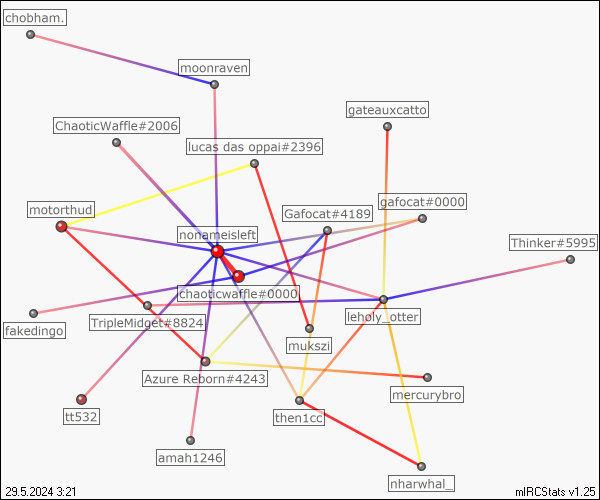 chobham.
moonraven
gateauxcatto
ChaoticWaffle#2006
lucas das oppai#2396
gafocat#0000
motorthud
Gafocat#4189
nonameisleft
Thinker#5995
chaoticwaffle#0000
leholy_otter
TripleMidget#8824
fakedingo
mukszi
Azure Reborn#4243
mercurybro
tt532
then1cc
amah1246
nharwhal_
29.5.2024 3:21
mIRCStats v1.25